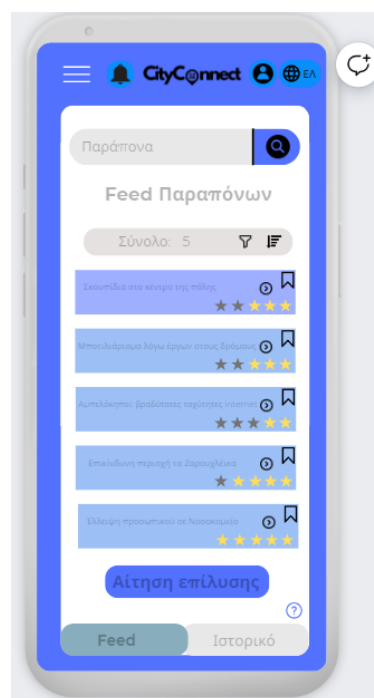 CityConnect
ΕΛ
Παράπονα
Feed Παραπόνων
Σύνολο: 5
Σκουπίδια στο κέντρο της πόλης
Μποτιλιάρισμα λόγω έργων στους δρόμους
Αμπελόκηποι: βραδύτατες ταχύτητες internet
Επικίνδυνη περιοχή τα Ζαρουχλέικα
Έλλειψη προσωπικού σε Νοσοκομείο
Αίτηση επίλυσης
?
Feed
Ιστορικό